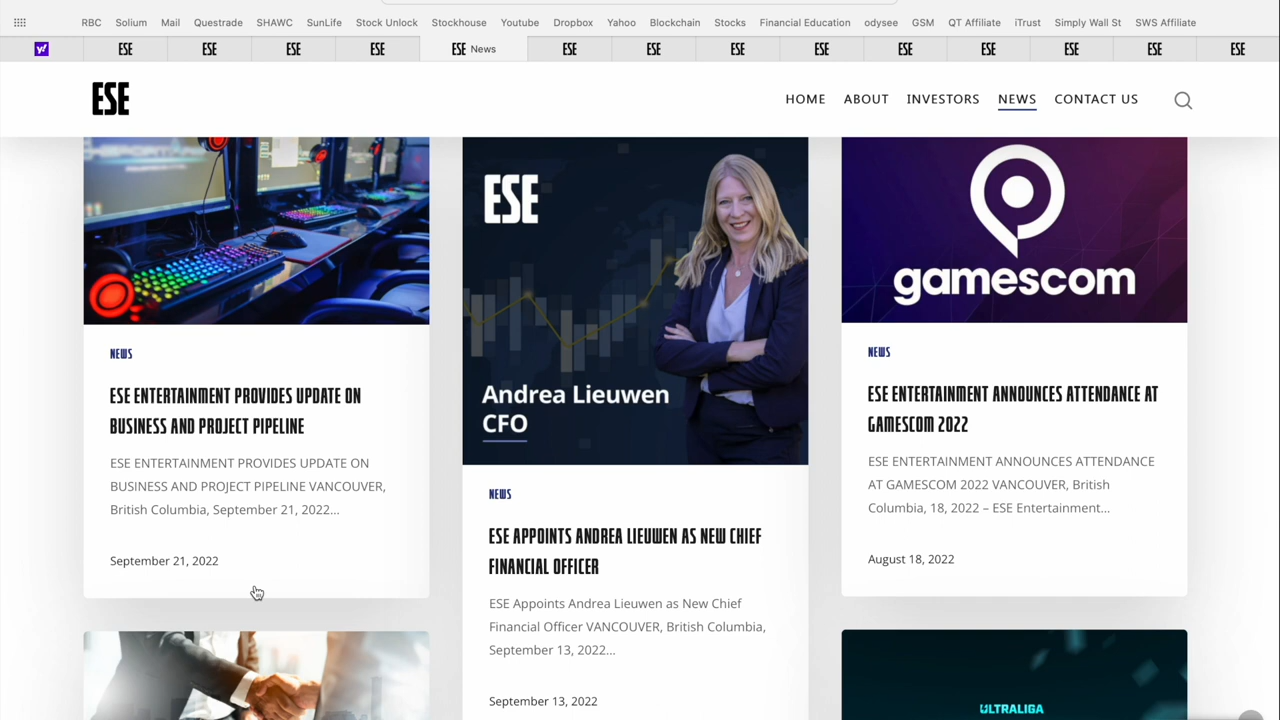 RBC Solium Mail Questrade SHAWC SunLife Stock Unlock Stockhouse Youtube Dropbox Yahoo Blockchain Stocks Financial Education odysee GSM QT Affiliate iTrust Simply Wall St SWS Affiliate
y! ESE ESE ESE ESE ESE News ESE ESE ESE ESE ESE ESE ESE ESE ESE
ESE
HOME ABOUT INVESTORS NEWS CONTACT US
NEWS
ESE ENTERTAINMENT PROVIDES UPDATE ON
BUSINESS AND PROJECT PIPELINE
ESE ENTERTAINMENT PROVIDES UPDATE ON
BUSINESS AND PROJECT PIPELINE VANCOUVER,
British Columbia, September 21, 2022...
September 21, 2022
ESE
Andrea Lieuwen
CFO
NEWS
ESE APPOINTS ANDREA LIEUWEN AS NEW CHIEF
FINANCIAL OFFICER
ESE Appoints Andrea Lieuwen as New Chief
Financial Officer VANCOUVER, British Columbia,
September 13, 2022...
September 13, 2022
gamescom
NEWS
ESE ENTERTAINMENT ANNOUNCES ATTENDANCE AT
GAMESCOM 2022
ESE ENTERTAINMENT ANNOUNCES ATTENDANCE
AT GAMESCOM 2022 VANCOUVER, British
Columbia, 18, 2022 – ESE Entertainment...
August 18, 2022
ULTRALIGA